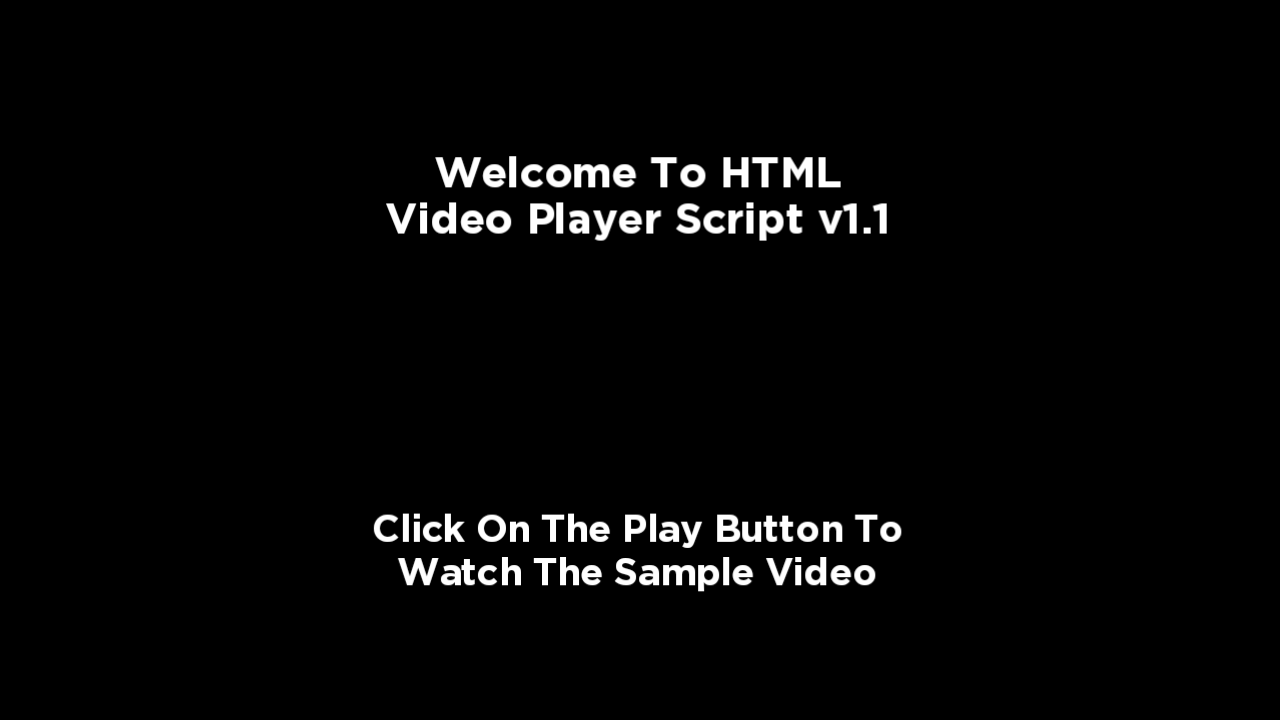 Welcome To HTML
Video Player Script v1.1
Click On The Play Button To
Watch The Sample Video